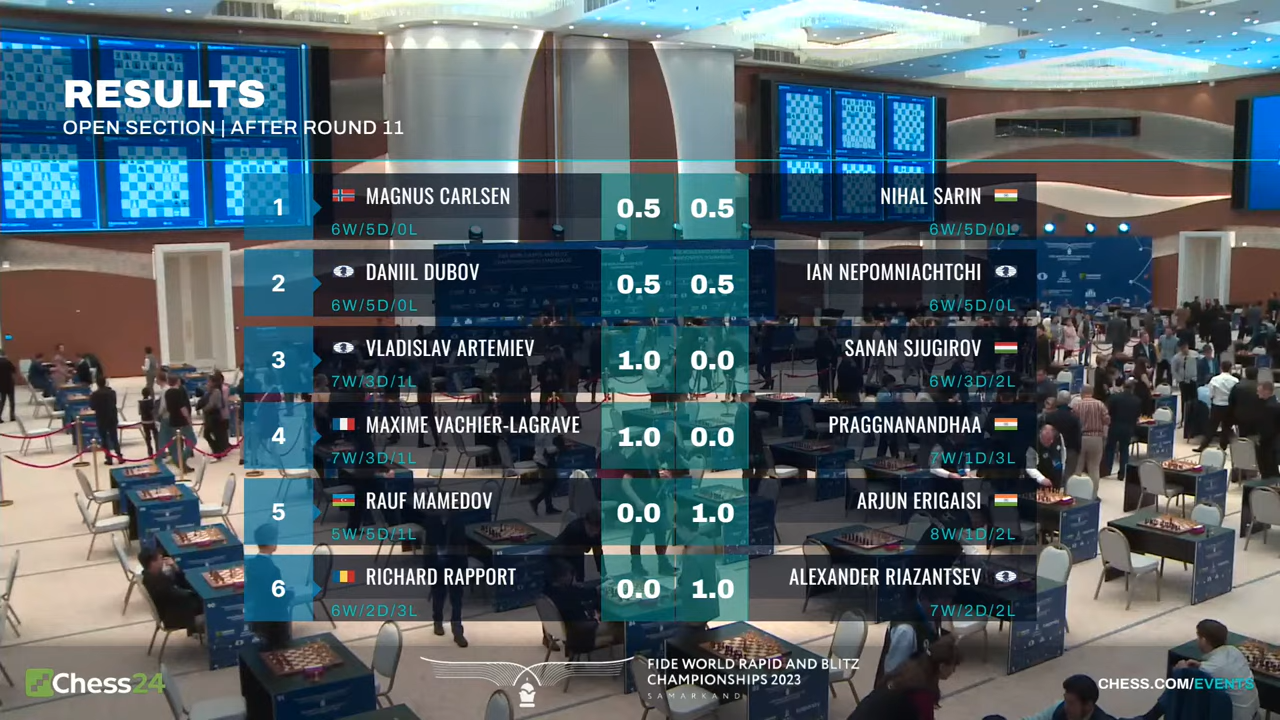 RESULTS
OPEN SECTION | AFTER ROUND 11
1 MAGNUS CARLSEN 0.5 0.5 NIHAL SARIN
6W/5D/0L 6W/5D/0L
2 DANIIL DUBOV 0.5 0.5 IAN NEPOMNIACHTCHI
6W/5D/0L 6W/5D/0L
3 VLADISLAV ARTEMIEV 1.0 0.0 SANAN SJUGIROV
7W/3D/1L 6W/3D/2L
4 MAXIME VACHIER-LAGRAVE 1.0 0.0 PRAGGNANANDHAA
7W/3D/1L 7W/1D/3L
5 RAUF MAMEDOV 0.0 1.0 ARJUN ERIGAISI
5W/5D/1L 8W/1D/2L
6 RICHARD RAPPORT 0.0 1.0 ALEXANDER RIAZANTSEV
6W/2D/3L 7W/2D/2L
Chess24
FIDE WORLD RAPID AND BLITZ
CHAMPIONSHIPS 2023
SAMARKAND
CHESS.COM/EVENTS